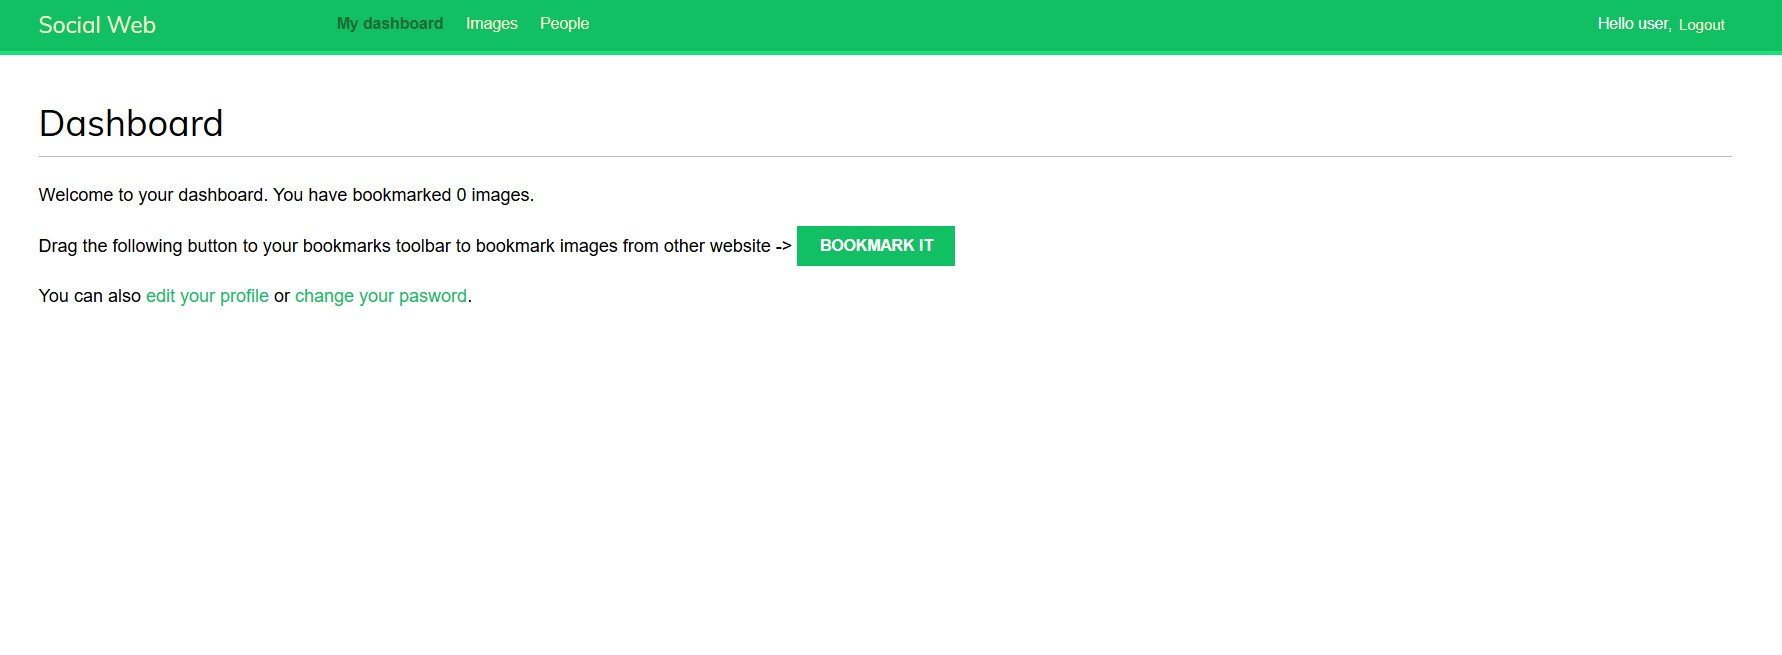 Social Web My dashboard Images People Hello user, Logout
Dashboard
Welcome to your dashboard. You have bookmarked 0 images.
Drag the following button to your bookmarks toolbar to bookmark images from other website -> BOOKMARK IT
You can also edit your profile or change your pasword.